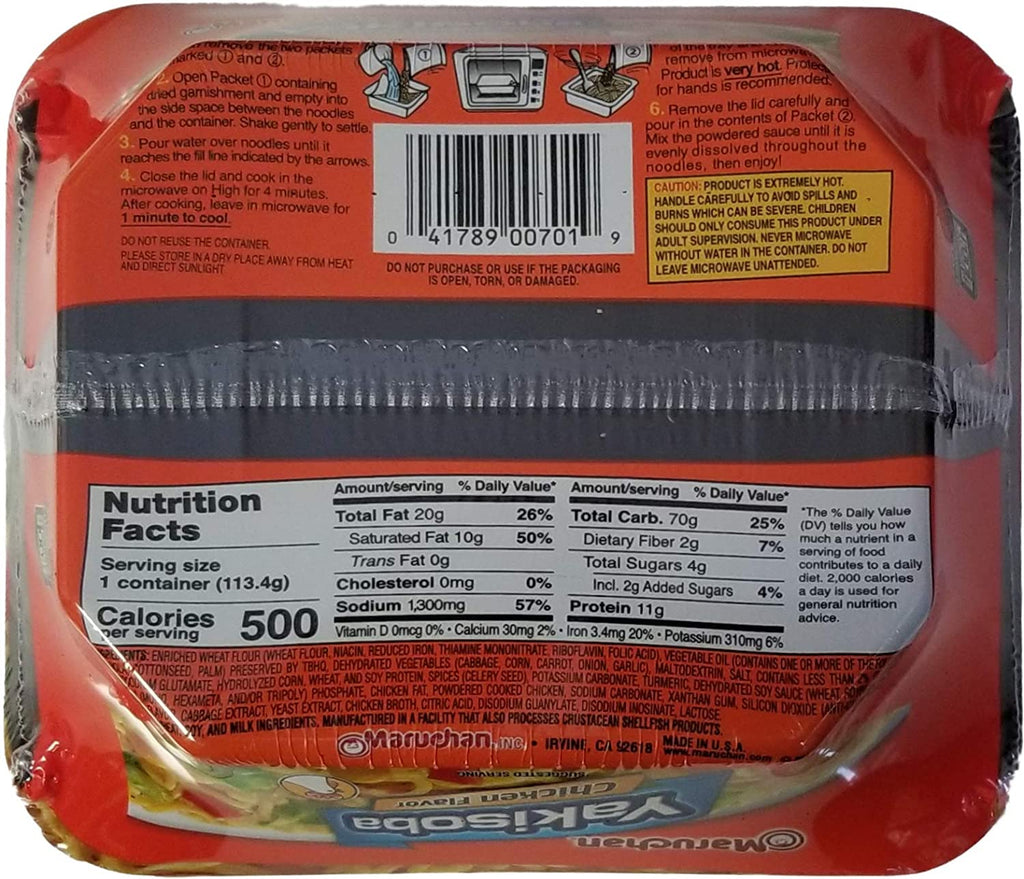 remove the two packets
marked ① and ②.
2. Open Packet ① containing
dried garnishment and empty into
the side space between the noodles
and the container. Shake gently to settle.
3. Pour water over noodles until it
reaches the fill line indicated by the arrows.
4. Close the lid and cook in the
microwave on High for 4 minutes.
After cooking, leave in microwave for
1 minute to cool.
DO NOT REUSE THE CONTAINER.
PLEASE STORE IN A DRY PLACE AWAY FROM HEAT
AND DIRECT SUNLIGHT.
①
②
0 41789 00701 9
DO NOT PURCHASE OR USE IF THE PACKAGING
IS OPEN, TORN, OR DAMAGED.
remove from
Product is very hot.
for hands is recommended.
6. Remove the lid carefully and
pour in the contents of Packet ②.
Mix the powdered sauce until it is
evenly dissolved throughout the
noodles, then enjoy!
CAUTION: PRODUCT IS EXTREMELY HOT.
HANDLE CAREFULLY TO AVOID SPILLS AND
BURNS WHICH CAN BE SEVERE. CHILDREN
SHOULD ONLY CONSUME THIS PRODUCT UNDER
ADULT SUPERVISION. NEVER MICROWAVE
WITHOUT WATER IN THE CONTAINER. DO NOT
LEAVE MICROWAVE UNATTENDED.
Nutrition
Facts
Serving size
1 container (113.4g)
Calories
per serving 500
Amount/serving % Daily Value*
Total Fat 20g 26%
Saturated Fat 10g 50%
Trans Fat 0g
Cholesterol 0mg 0%
Sodium 1,300mg 57%
Amount/serving % Daily Value*
Total Carb. 70g 25%
Dietary Fiber 2g 7%
Total Sugars 4g
Incl. 2g Added Sugars 4%
Protein 11g
Vitamin D 0mcg 0% • Calcium 30mg 2% • Iron 3.4mg 20% • Potassium 310mg 6%
*The % Daily Value
(DV) tells you how
much a nutrient in a
serving of food
contributes to a daily
diet. 2,000 calories
a day is used for
general nutrition
advice.
ENRICHED WHEAT FLOUR (WHEAT FLOUR, NIACIN, REDUCED IRON, THIAMINE MONONITRATE, RIBOFLAVIN, FOLIC ACID), VEGETABLE OIL (CONTAINS ONE OR MORE OF THE
COTTONSEED, PALM) PRESERVED BY TBHQ, DEHYDRATED VEGETABLES (CABBAGE, CORN, CARROT, ONION, GARLIC), MALTODEXTRIN, SALT, CONTAINS LESS THAN
GLUTAMATE, HYDROLYZED CORN, WHEAT, AND SOY PROTEIN, SPICES (CELERY SEED), POTASSIUM CARBONATE, TURMERIC, DEHYDRATED SOY SAUCE (WHEAT,
HEXAMETA, AND/OR TRIPOLY) PHOSPHATE, CHICKEN FAT, POWDERED COOKED CHICKEN, SODIUM CARBONATE, XANTHAN GUM, SILICON DIOXIDE
CABBAGE EXTRACT, YEAST EXTRACT, CHICKEN BROTH, CITRIC ACID, DISODIUM GUANYLATE, DISODIUM INOSINATE, LACTOSE.
SOY, AND MILK INGREDIENTS. MANUFACTURED IN A FACILITY THAT ALSO PROCESSES CRUSTACEAN SHELLFISH PRODUCTS.
Maruchan, INC. • IRVINE, CA 92618 MADE IN U.S.A.
www.maruchan.com
SUGGESTED SERVING
Chicken Flavor
Yakisoba
Maruchan